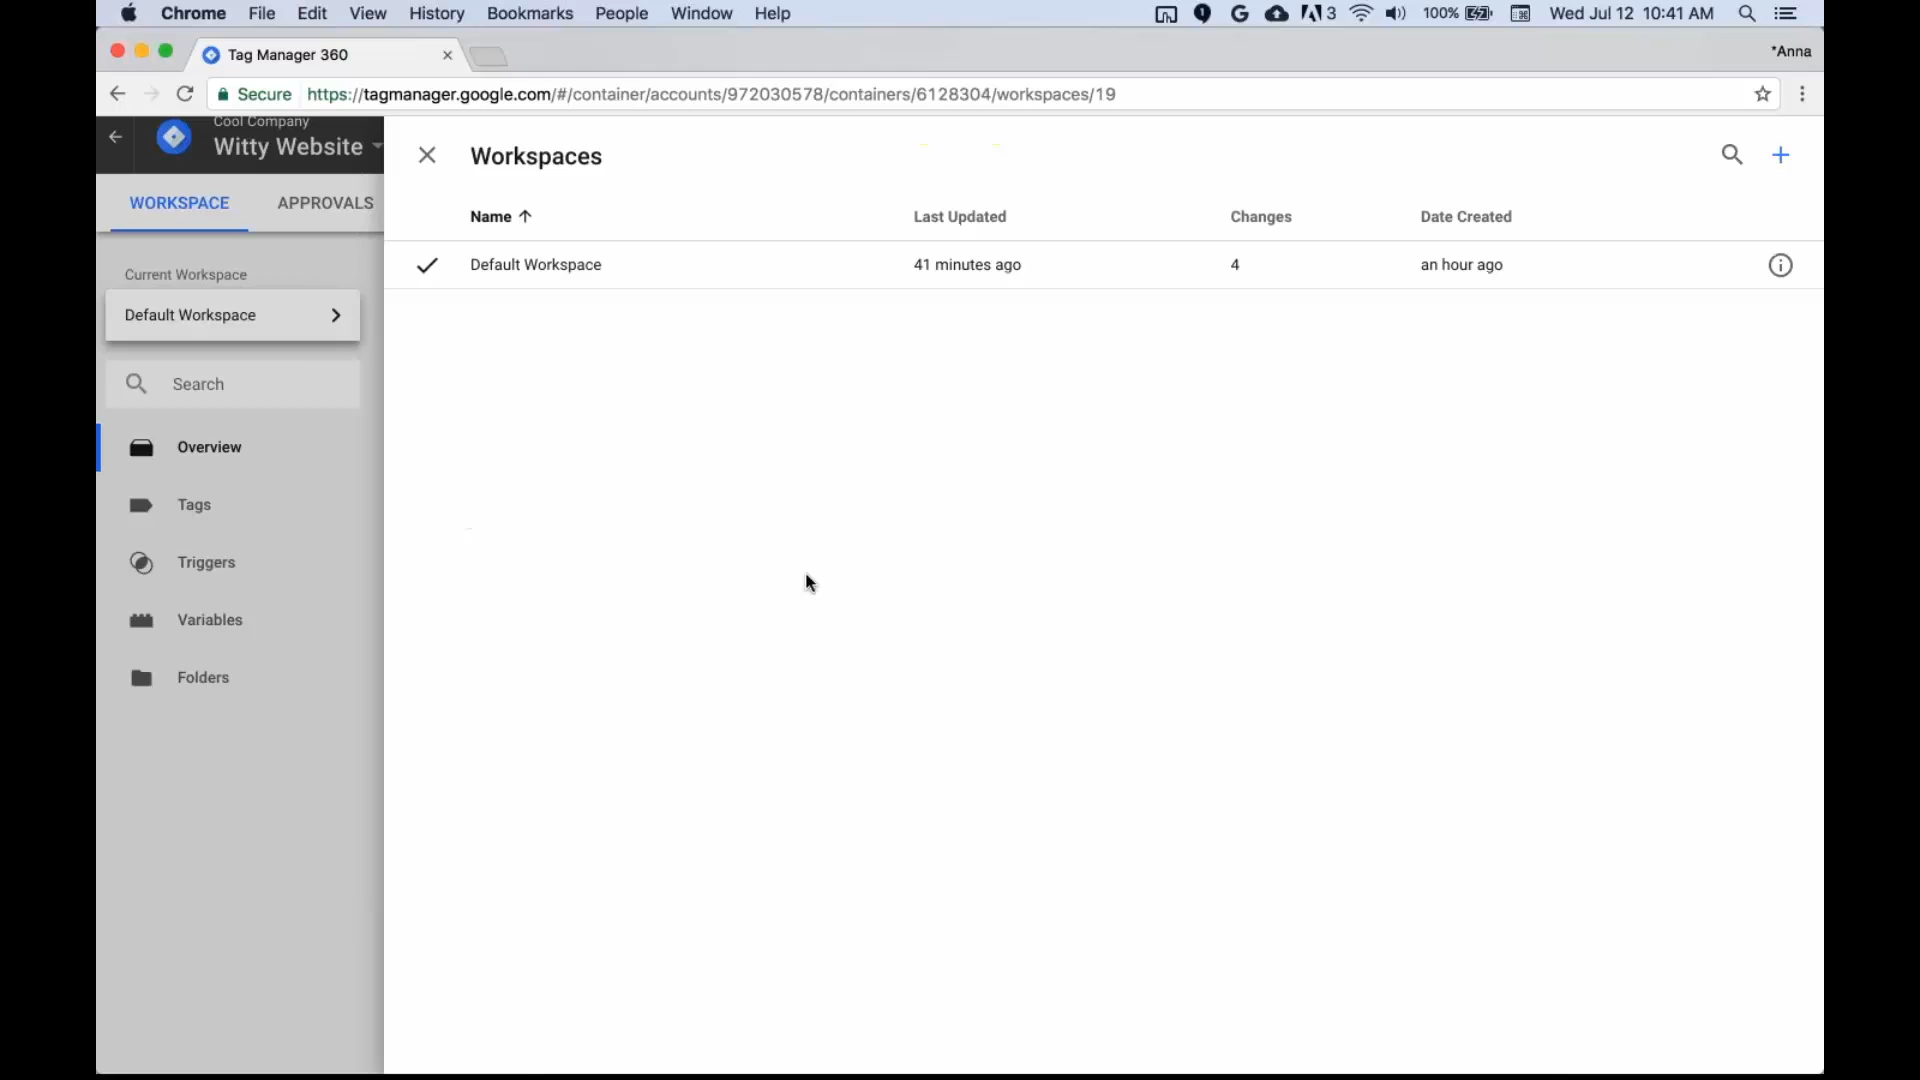 Chrome File Edit View History Bookmarks People Window Help 3 100% Wed Jul 12 10:41 AM
Tag Manager 360 *Anna
Secure https://tagmanager.google.com/#/container/accounts/972030578/containers/6128304/workspaces/19
Cool Company
Witty Website
Workspaces
WORKSPACE APPROVALS
Name Last Updated Changes Date Created
Default Workspace 41 minutes ago 4 an hour ago
Current Workspace
Default Workspace
Search
Overview
Tags
Triggers
Variables
Folders